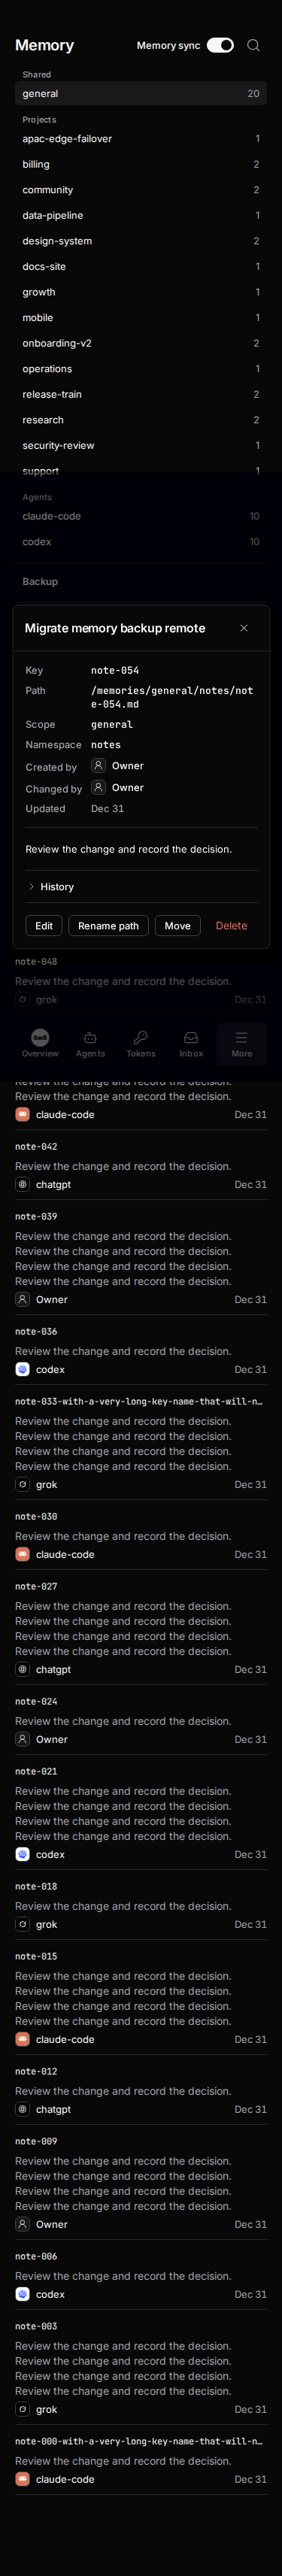 Memory
Memory sync
Shared
general 20
Projects
apac-edge-failover 1
billing 2
community 2
data-pipeline 1
design-system 2
docs-site 1
growth 1
mobile 1
onboarding-v2 2
operations 1
release-train 2
research 2
security-review 1
support 1
Agents
claude-code 10
codex 10
Backup
Migrate memory backup remote
Key note-054
Path /memories/general/notes/not
e-054.md
Scope general
Namespace notes
Created by Owner
Changed by Owner
Updated Dec 31
Review the change and record the decision.
History
Edit Rename path Move Delete
note-048
Review the change and record the decision.
grok Dec 31
SwB
Overview Agents Tokens Inbox More
Review the change and record the decision.
Review the change and record the decision.
claude-code Dec 31
note-042
Review the change and record the decision.
chatgpt Dec 31
note-039
Review the change and record the decision.
Review the change and record the decision.
Review the change and record the decision.
Review the change and record the decision.
Owner Dec 31
note-036
Review the change and record the decision.
codex Dec 31
note-033-with-a-very-long-key-name-that-will-n…
Review the change and record the decision.
Review the change and record the decision.
Review the change and record the decision.
Review the change and record the decision.
grok Dec 31
note-030
Review the change and record the decision.
claude-code Dec 31
note-027
Review the change and record the decision.
Review the change and record the decision.
Review the change and record the decision.
Review the change and record the decision.
chatgpt Dec 31
note-024
Review the change and record the decision.
Owner Dec 31
note-021
Review the change and record the decision.
Review the change and record the decision.
Review the change and record the decision.
Review the change and record the decision.
codex Dec 31
note-018
Review the change and record the decision.
grok Dec 31
note-015
Review the change and record the decision.
Review the change and record the decision.
Review the change and record the decision.
Review the change and record the decision.
claude-code Dec 31
note-012
Review the change and record the decision.
chatgpt Dec 31
note-009
Review the change and record the decision.
Review the change and record the decision.
Review the change and record the decision.
Review the change and record the decision.
Owner Dec 31
note-006
Review the change and record the decision.
codex Dec 31
note-003
Review the change and record the decision.
Review the change and record the decision.
Review the change and record the decision.
Review the change and record the decision.
grok Dec 31
note-000-with-a-very-long-key-name-that-will-n…
Review the change and record the decision.
claude-code Dec 31